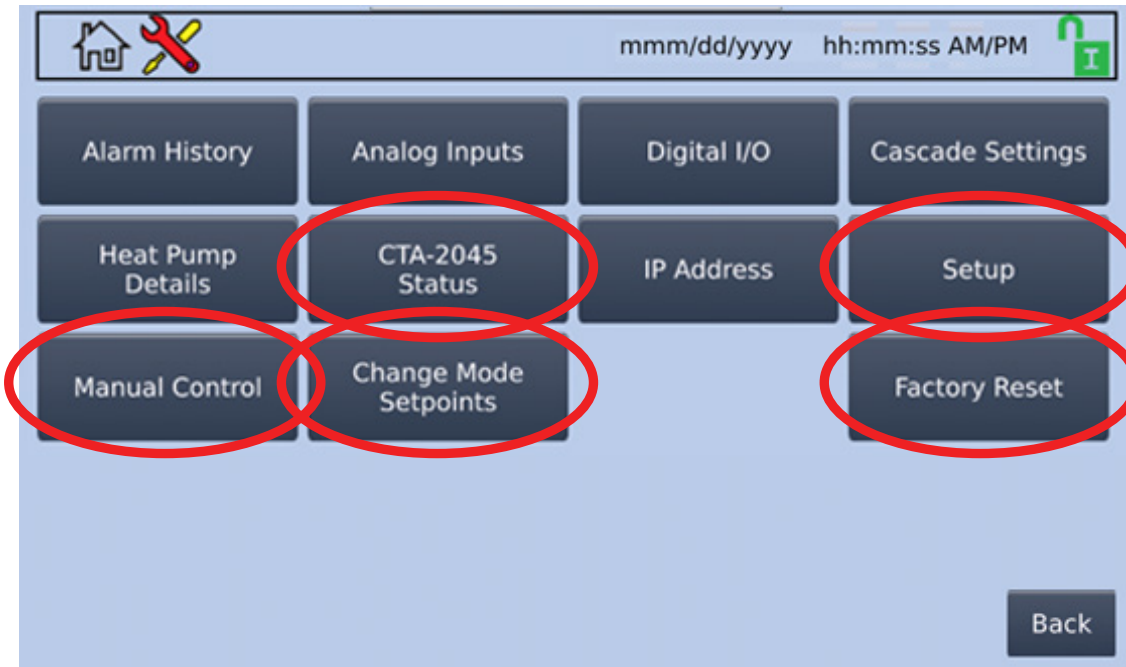 mmm/dd/yyyy hh:mm:ss AM/PM I
Alarm History
Analog Inputs
Digital I/O
Cascade Settings
Heat Pump
Details
CTA-2045
Status
IP Address
Setup
Manual Control
Change Mode
Setpoints
Factory Reset
Back